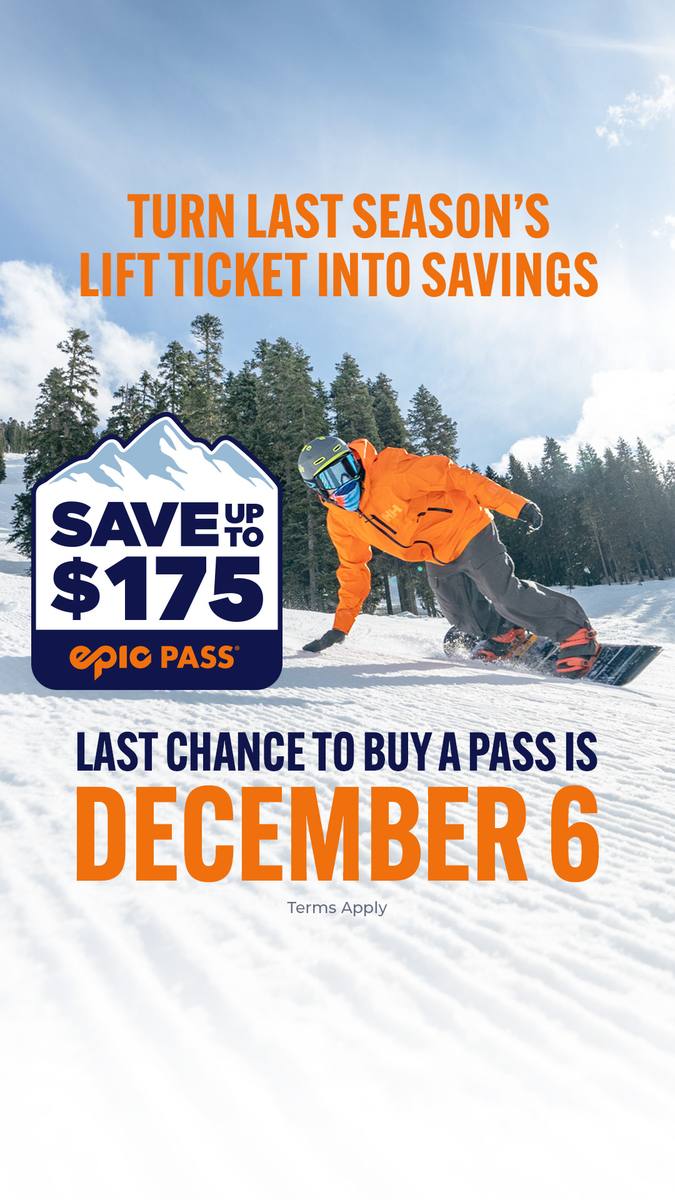 TURN LAST SEASON'S
LIFT TICKET INTO SAVINGS
SAVE UP TO
$175
epic PASS®
LAST CHANCE TO BUY A PASS IS
DECEMBER 6
Terms Apply